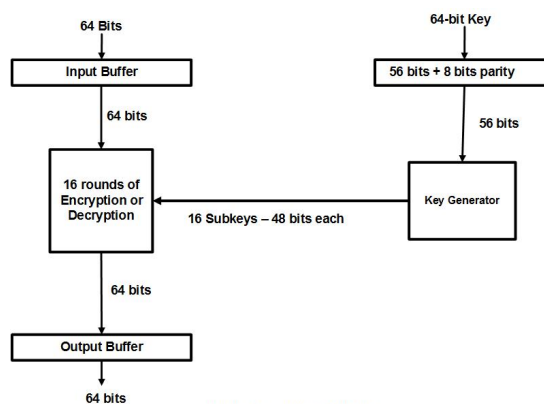 64 Bits
64-bit Key
Input Buffer
56 bits + 8 bits parity
64 bits
56 bits
16 rounds of
Encryption or
Decryption
Key Generator
16 Subkeys – 48 bits each
64 bits
Output Buffer
64 bits